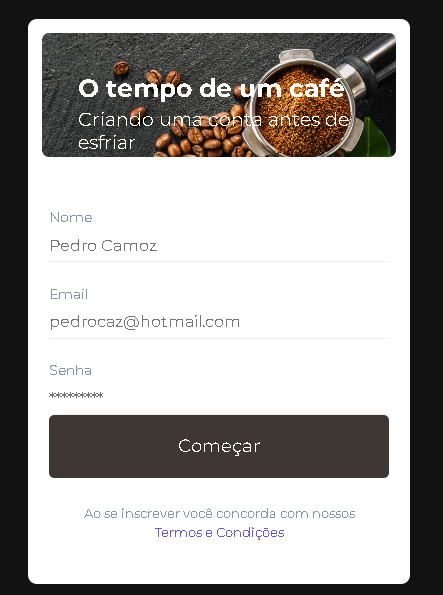 O tempo de um café
Criando uma conta antes de
esfriar
Nome
Pedro Camoz
Email
pedrocaz@hotmail.com
Senha
*********
Começar
Ao se inscrever você concorda com nossos
Termos e Condições